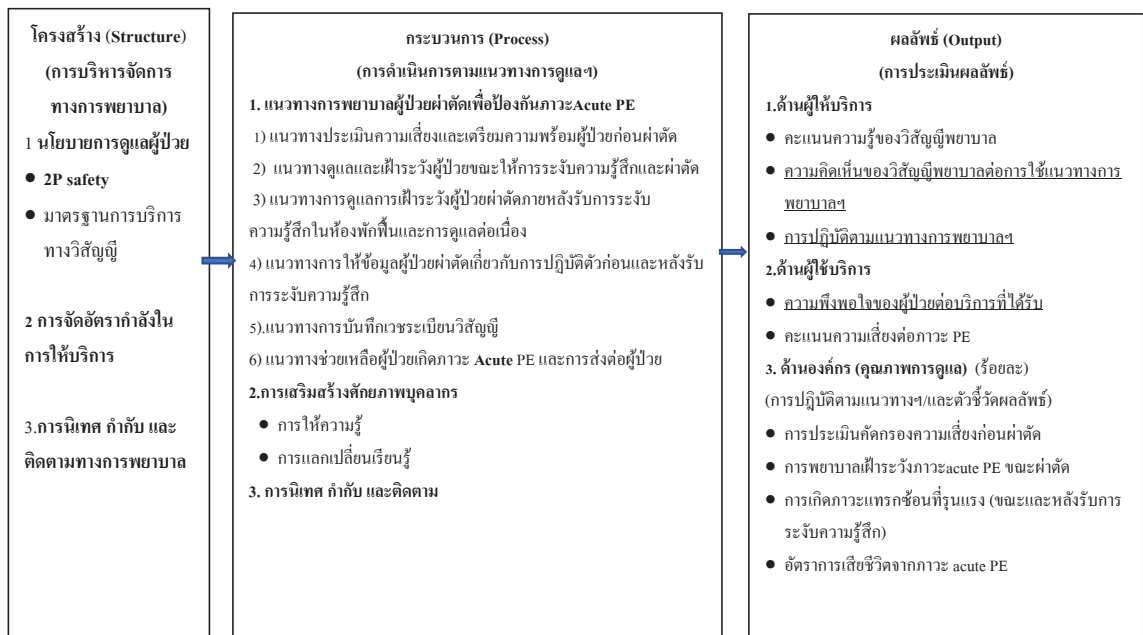 โครงสร้าง (Structure)
(การบริหารจัดการ
ทางการพยาบาล)
1 นโยบายการดูแลผู้ป่วย
● 2P safety
● มาตรฐานการบริการ
ทางวิสัญญี
2 การจัดอัตรากำลังใน
การให้บริการ
3.การนิเทศ กำกับ และ
ติดตามทางการพยาบาล
กระบวนการ (Process)
(การดำเนินการตามแนวทางการดูแลฯ)
1. แนวทางการพยาบาลผู้ป่วยผ่าตัดเพื่อป้องกันภาวะAcute PE
1) แนวทางประเมินความเสี่ยงและเตรียมความพร้อมผู้ป่วยก่อนผ่าตัด
2) แนวทางดูแลและเฝ้าระวังผู้ป่วยขณะให้การระงับความรู้สึกและผ่าตัด
3) แนวทางการดูแลการเฝ้าระวังผู้ป่วยผ่าตัดภายหลังรับการระงับ
ความรู้สึกในห้องพักฟื้นและการดูแลต่อเนื่อง
4) แนวทางการให้ข้อมูลผู้ป่วยผ่าตัดเกี่ยวกับการปฏิบัติตัวก่อนและหลังรับ
การระงับความรู้สึก
5).แนวทางการบันทึกเวชระเบียนวิสัญญี
6) แนวทางช่วยเหลือผู้ป่วยเกิดภาวะ Acute PE และการส่งต่อผู้ป่วย
2.การเสริมสร้างศักยภาพบุคลากร
● การให้ความรู้
● การแลกเปลี่ยนเรียนรู้
3. การนิเทศ กำกับ และติดตาม
ผลลัพธ์ (Output)
(การประเมินผลลัพธ์)
1.ด้านผู้ให้บริการ
● คะแนนความรู้ของวิสัญญีพยาบาล
● ความคิดเห็นของวิสัญญีพยาบาลต่อการใช้แนวทางการ
พยาบาลฯ
● การปฏิบัติตามแนวทางการพยาบาลฯ
2.ด้านผู้ใช้บริการ
● ความพึงพอใจของผู้ป่วยต่อบริการที่ได้รับ
● คะแนนความเสี่ยงต่อภาวะ PE
3. ด้านองค์กร (คุณภาพการดูแล) (ร้อยละ)
(การปฎิบัติตามแนวทางฯ/และตัวชี้วัดผลลัพธ์)
● การประเมินคัดกรองความเสี่ยงก่อนผ่าตัด
● การพยาบาลเฝ้าระวังภาวะacute PE ขณะผ่าตัด
● การเกิดภาวะแทรกซ้อนที่รุนแรง (ขณะและหลังรับการ
ระงับความรู้สึก)
● อัตราการเสียชีวิตจากภาวะ acute PE